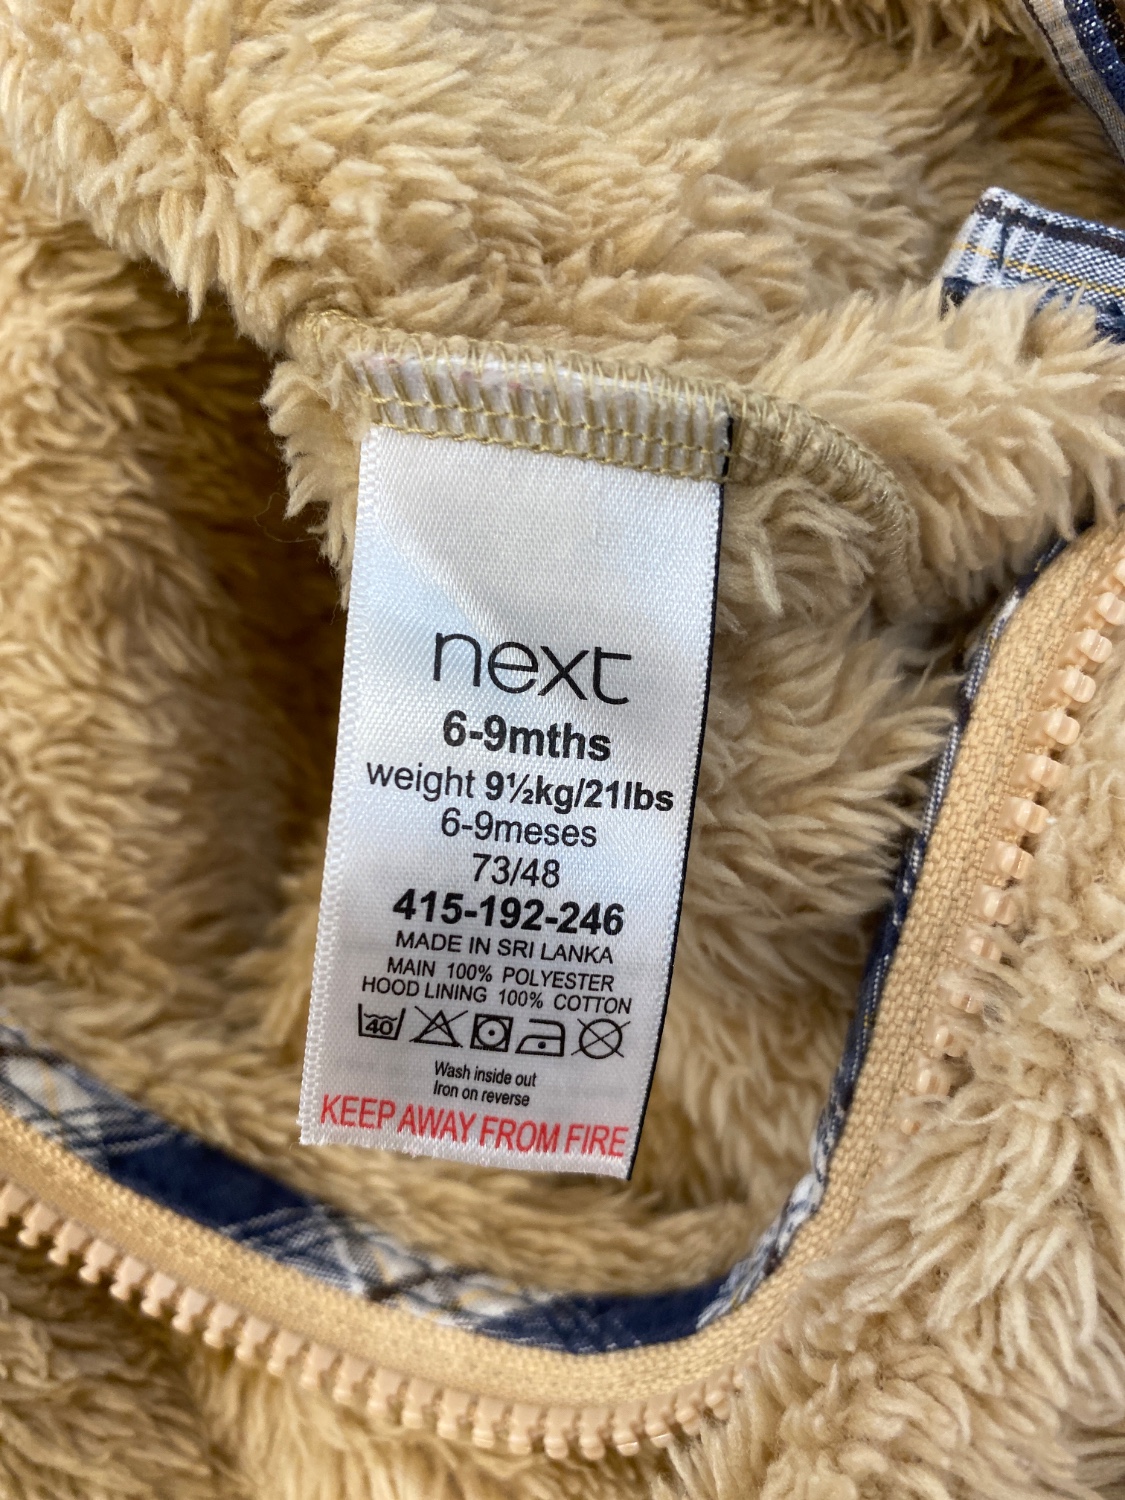 next
6-9mths
weight 9½kg/21lbs
6-9meses
73/48
415-192-246
MADE IN SRI LANKA
MAIN 100% POLYESTER
HOOD LINING 100% COTTON
40
Wash inside out
Iron on reverse
KEEP AWAY FROM FIRE